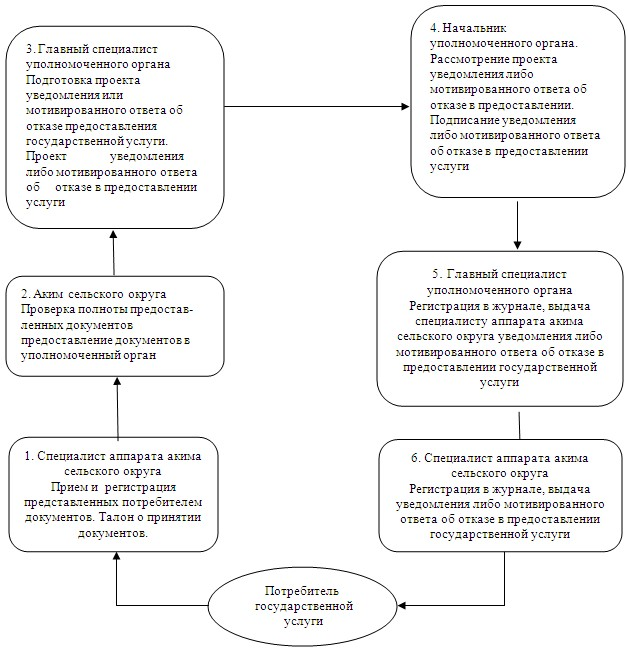 3. Главный специалист
уполномоченного органа
Подготовка проекта
уведомления или
мотивированного ответа об
отказе предоставления
государственной услуги.
Проект уведомления
либо мотивированного ответа
об отказе в предоставлении
услуги
4. Начальник
уполномоченного органа.
Рассмотрение проекта
уведомления либо
мотивированного ответа об
отказе в предоставлении.
Подписание уведомления
либо мотивированного ответа
об отказе в предоставлении
услуги
2. Аким сельского округа
Проверка полноты предостав-
ленных документов
предоставление документов в
уполномоченный орган
5. Главный специалист
уполномоченного органа
Регистрация в журнале, выдача
специалисту аппарата акима
сельского округа уведомления либо
мотивированного ответа об отказе в
предоставлении государственной
услуги
1. Специалист аппарата акима
сельского округа
Прием и регистрация
представленных потребителем
документов. Талон о принятии
документов.
6. Специалист аппарата акима
сельского округа
Регистрация в журнале, выдача
уведомления либо мотивированного
ответа об отказе в предоставлении
государственной услуги
Потребитель
государственной
услуги